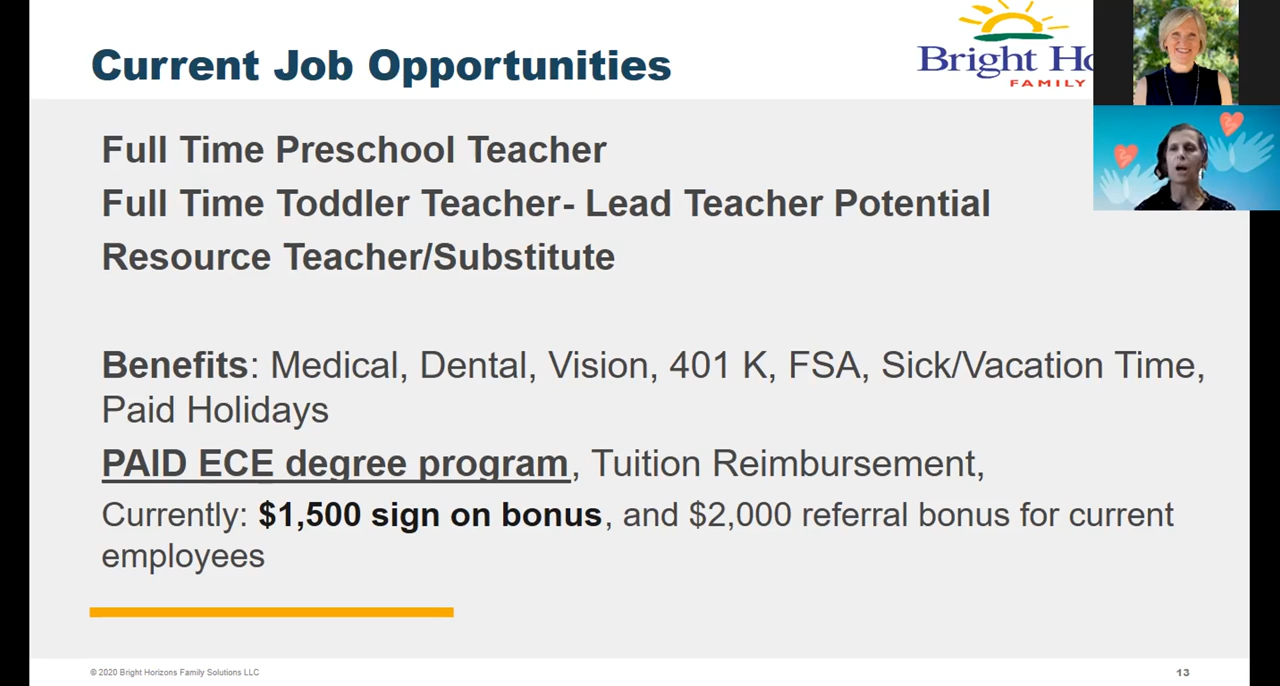 Current Job Opportunities
Bright Ho
FAMILY
Full Time Preschool Teacher
Full Time Toddler Teacher- Lead Teacher Potential
Resource Teacher/Substitute
Benefits: Medical, Dental, Vision, 401 K, FSA, Sick/Vacation Time,
Paid Holidays
PAID ECE degree program, Tuition Reimbursement,
Currently: $1,500 sign on bonus, and $2,000 referral bonus for current
employees
© 2020 Bright Horizons Family Solutions LLC
13